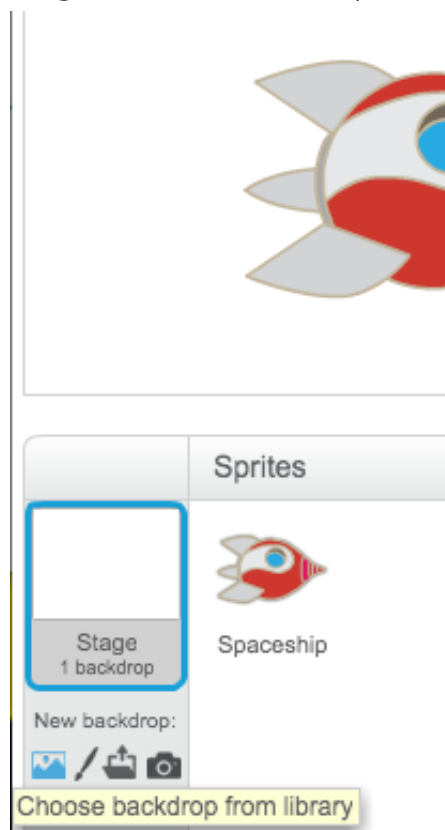 Sprites
Stage
1 backdrop
Spaceship
New backdrop:
Choose backdrop from library